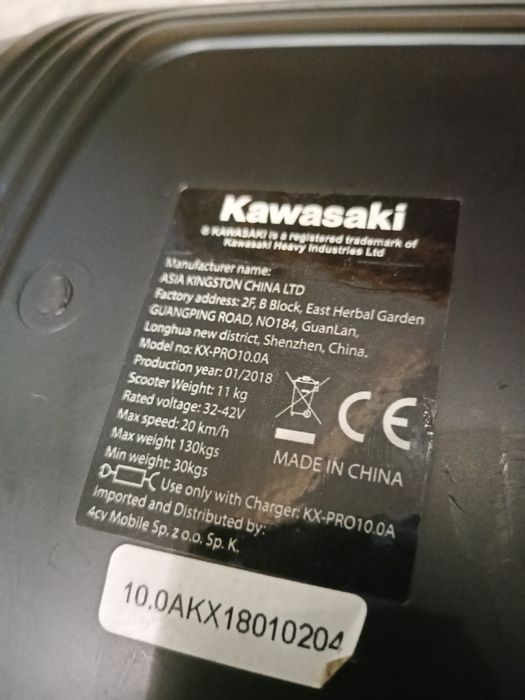 Kawasaki
® KAWASAKI is a registered trademark of
Kawasaki Heavy Industries Ltd
Manufacturer name:
ASIA KINGSTON CHINA LTD
Factory address: 2F, B Block, East Herbal Garden
GUANGPING ROAD, NO184, GuanLan,
Longhua new district, Shenzhen, China.
Model no: KX-PRO10.0A
Production year: 01/2018
Scooter Weight: 11 kg
Rated voltage: 32-42V
Max speed: 20 km/h
Max weight 130kgs
Min weight: 30kgs
CE
MADE IN CHINA
Use only with Charger: KX-PRO10.0A
Imported and Distributed by:
4cy Mobile Sp. z o.o. Sp. K.
10.0AKX18010204